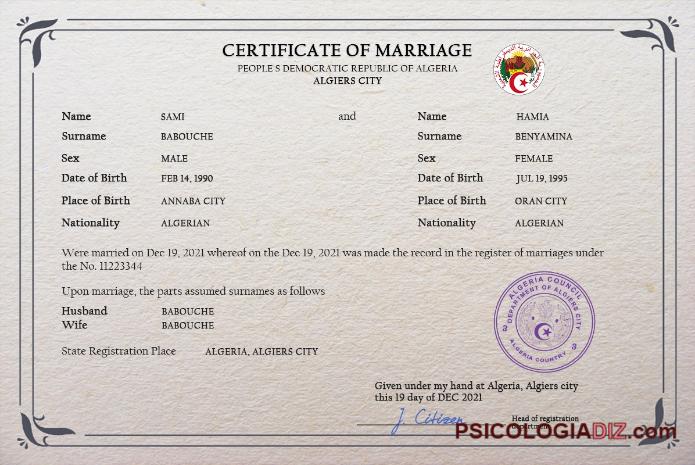 CERTIFICATE OF MARRIAGE
PEOPLE S DEMOCRATIC REPUBLIC OF ALGERIA
ALGIERS CITY
Name SAMI and Name HAMIA
Surname BABOUCHE Surname BENYAMINA
Sex MALE Sex FEMALE
Date of Birth FEB 14, 1990 Date of Birth JUL 19, 1995
Place of Birth ANNABA CITY Place of Birth ORAN CITY
Nationality ALGERIAN Nationality ALGERIAN
Were married on Dec 19, 2021 whereof on the Dec 19, 2021 was made the record in the register of marriages under
the No. 11223344
Upon marriage, the parts assumed surnames as follows
Husband BABOUCHE
Wife BABOUCHE
State Registration Place ALGERIA, ALGIERS CITY
ALGERIA COUNCIL
DEPARTMENT OF ALGIERS CITY
ALGERIA COUNTRY
Given under my hand at Algeria, Algiers city
this 19 day of DEC 2021
J. Citizen
Head of registration
department
PSICOLOGIADIZ.com